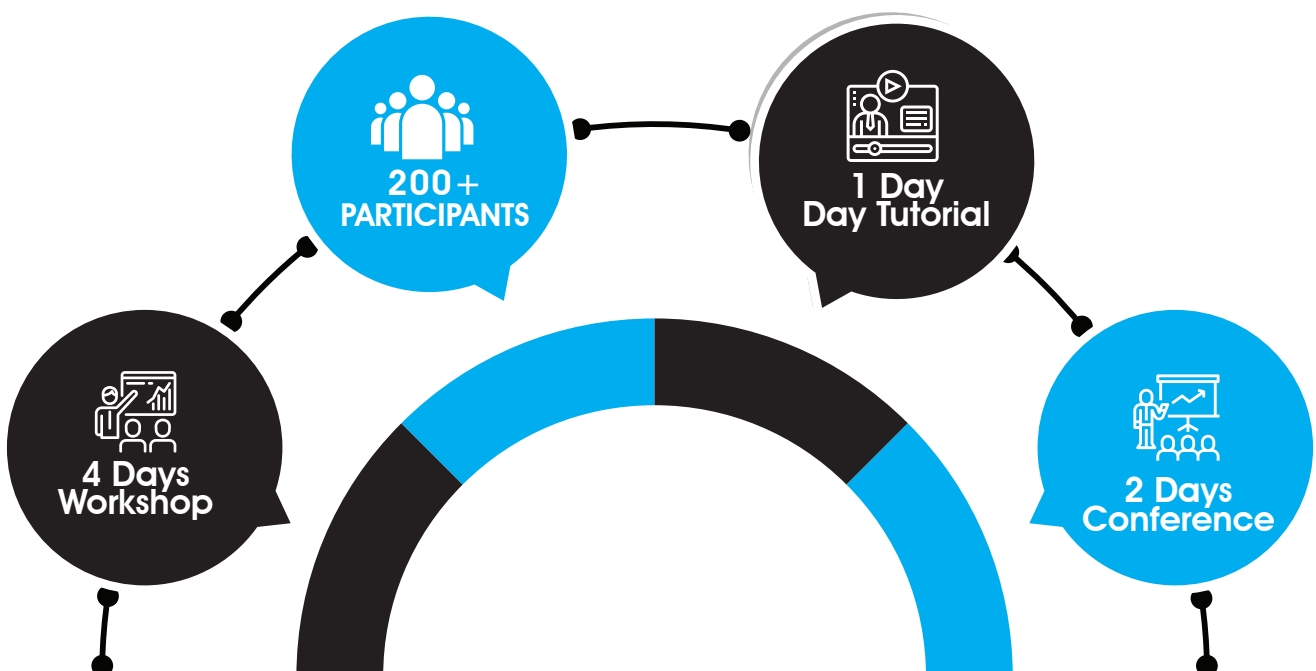 200+
PARTICIPANTS
1 Day
Day Tutorial
4 Days
Workshop
2 Days
Conference